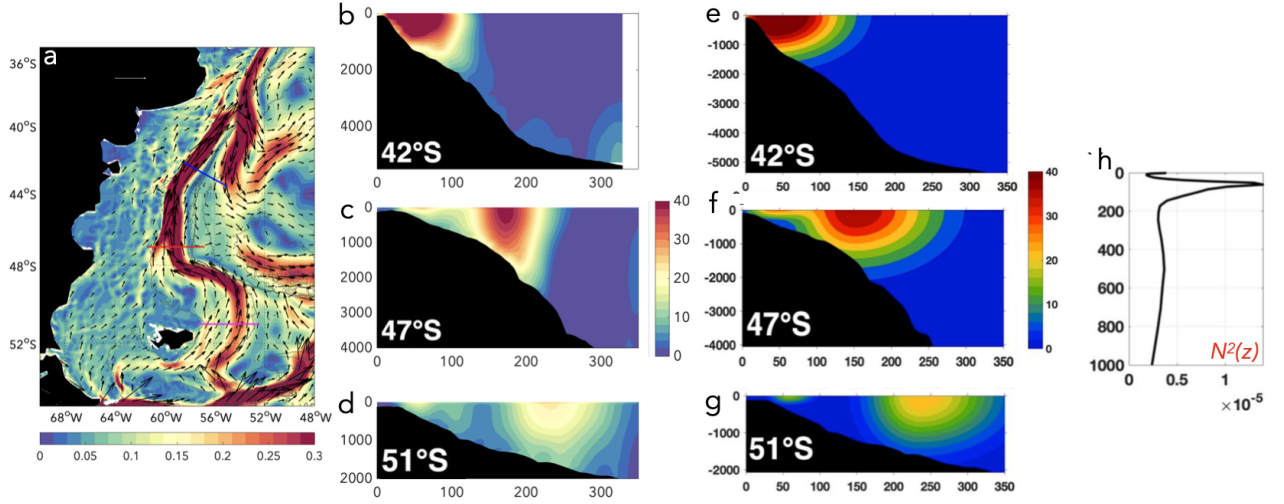 a
36°S
40°S
44°S
48°S
52°S
68°W 64°W 60°W 56°W 52°W 48°W
0 0.05 0.1 0.15 0.2 0.25 0.3
b
0
2000
4000
42°S
0 100 200 300
c
0
1000
2000
3000
4000
47°S
0 100 200 300
40
30
20
10
0
d
0
1000
2000
51°S
0 100 200 300
e
0
-1000
-2000
-3000
-4000
-5000
42°S
0 50 100 150 200 250 300 350
f
0
-1000
-2000
-3000
-4000
47°S
0 50 100 150 200 250 300 350
40
30
20
10
0
g
0
-1000
-2000
51°S
0 50 100 150 200 250 300 350
h
0
200
400
600
800
1000
N²(z)
0 0.5 1
×10⁻⁵